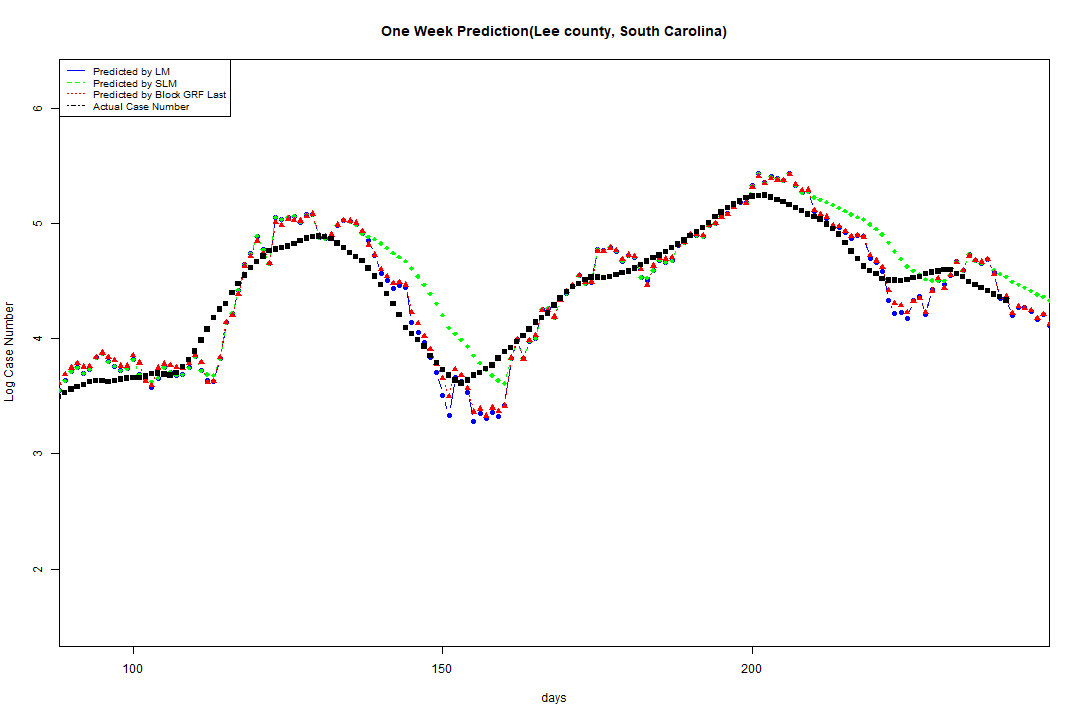 One Week Prediction(Lee county, South Carolina)
Predicted by LM
Predicted by SLM
Predicted by Block GRF Last
Actual Case Number
6
5
4
3
2
Log Case Number
100
150
200
days